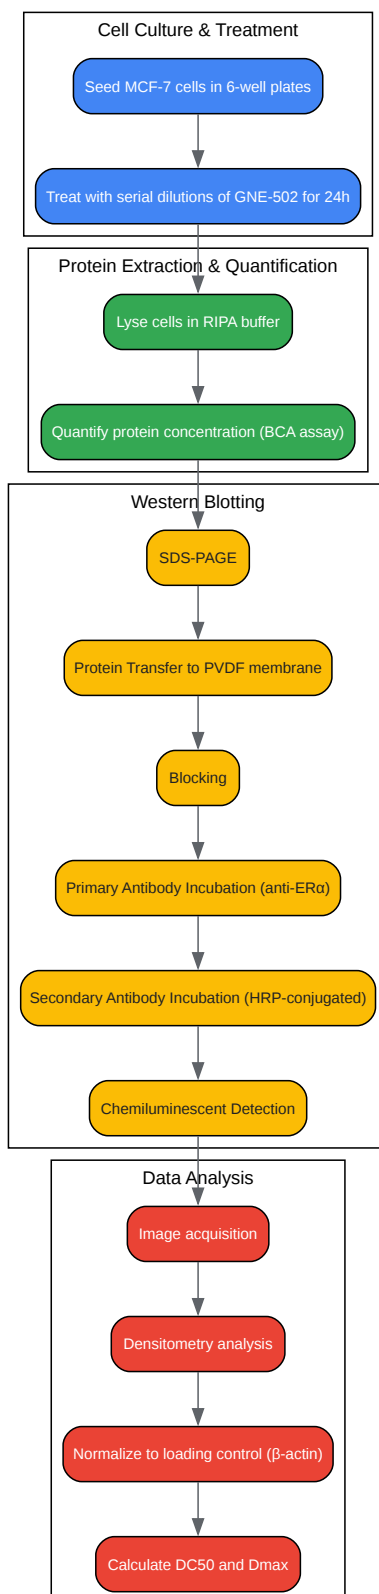 Cell Culture & Treatment
Seed MCF-7 cells in 6-well plates
Treat with serial dilutions of GNE-502 for 24h
Protein Extraction & Quantification
Lyse cells in RIPA buffer
Quantify protein concentration (BCA assay)
Western Blotting
SDS-PAGE
Protein Transfer to PVDF membrane
Blocking
Primary Antibody Incubation (anti-ERα)
Secondary Antibody Incubation (HRP-conjugated)
Chemiluminescent Detection
Data Analysis
Image acquisition
Densitometry analysis
Normalize to loading control (β-actin)
Calculate DC50 and Dmax